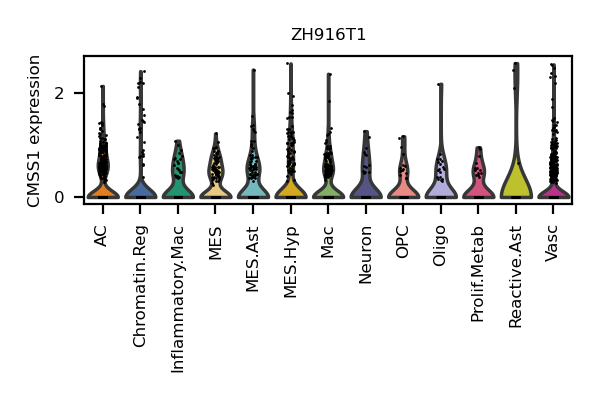 ZH916T1
CMSS1 expression
2
0
AC
Chromatin.Reg
Inflammatory.Mac
MES
MES.Ast
MES.Hyp
Mac
Neuron
OPC
Oligo
Prolif.Metab
Reactive.Ast
Vasc